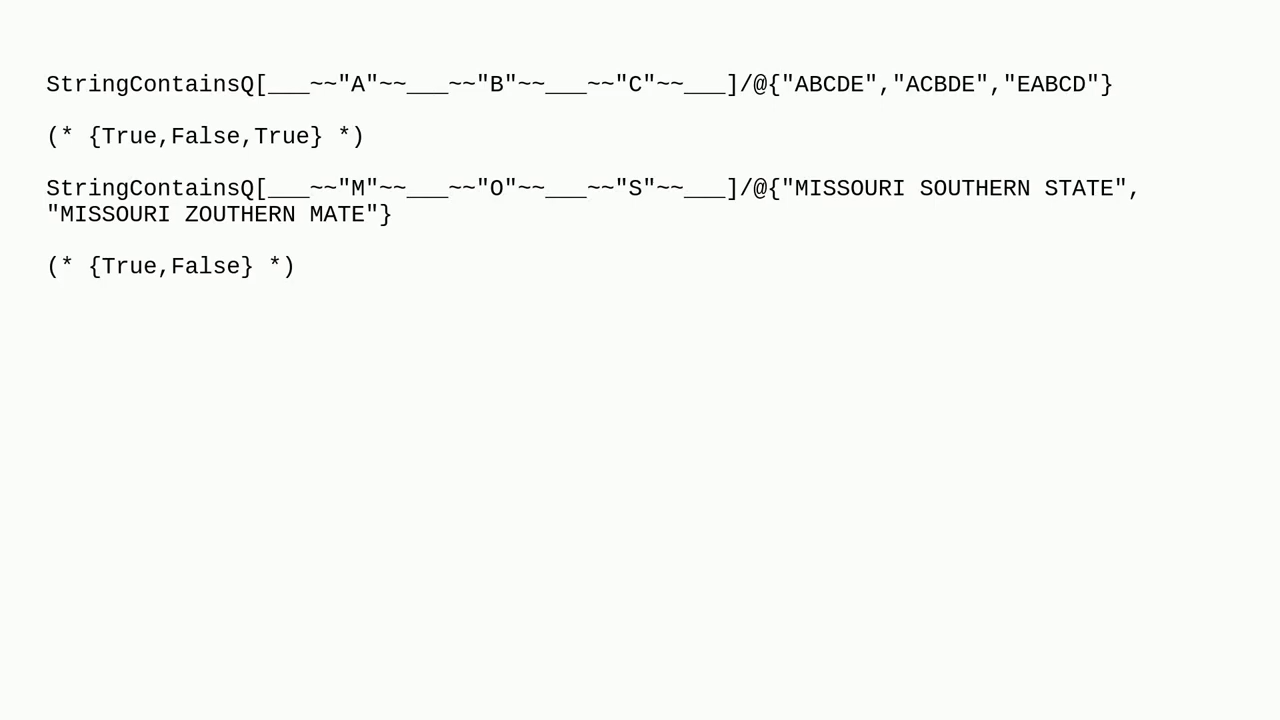 StringContainsQ[___~~"A"~~___~~"B"~~___~~"C"~~___]/@{"ABCDE","ACBDE","EABCD"}
(* {True,False,True} *)
StringContainsQ[___~~"M"~~___~~"O"~~___~~"S"~~___]/@{"MISSOURI SOUTHERN STATE",
"MISSOURI ZOUTHERN MATE"}
(* {True,False} *)